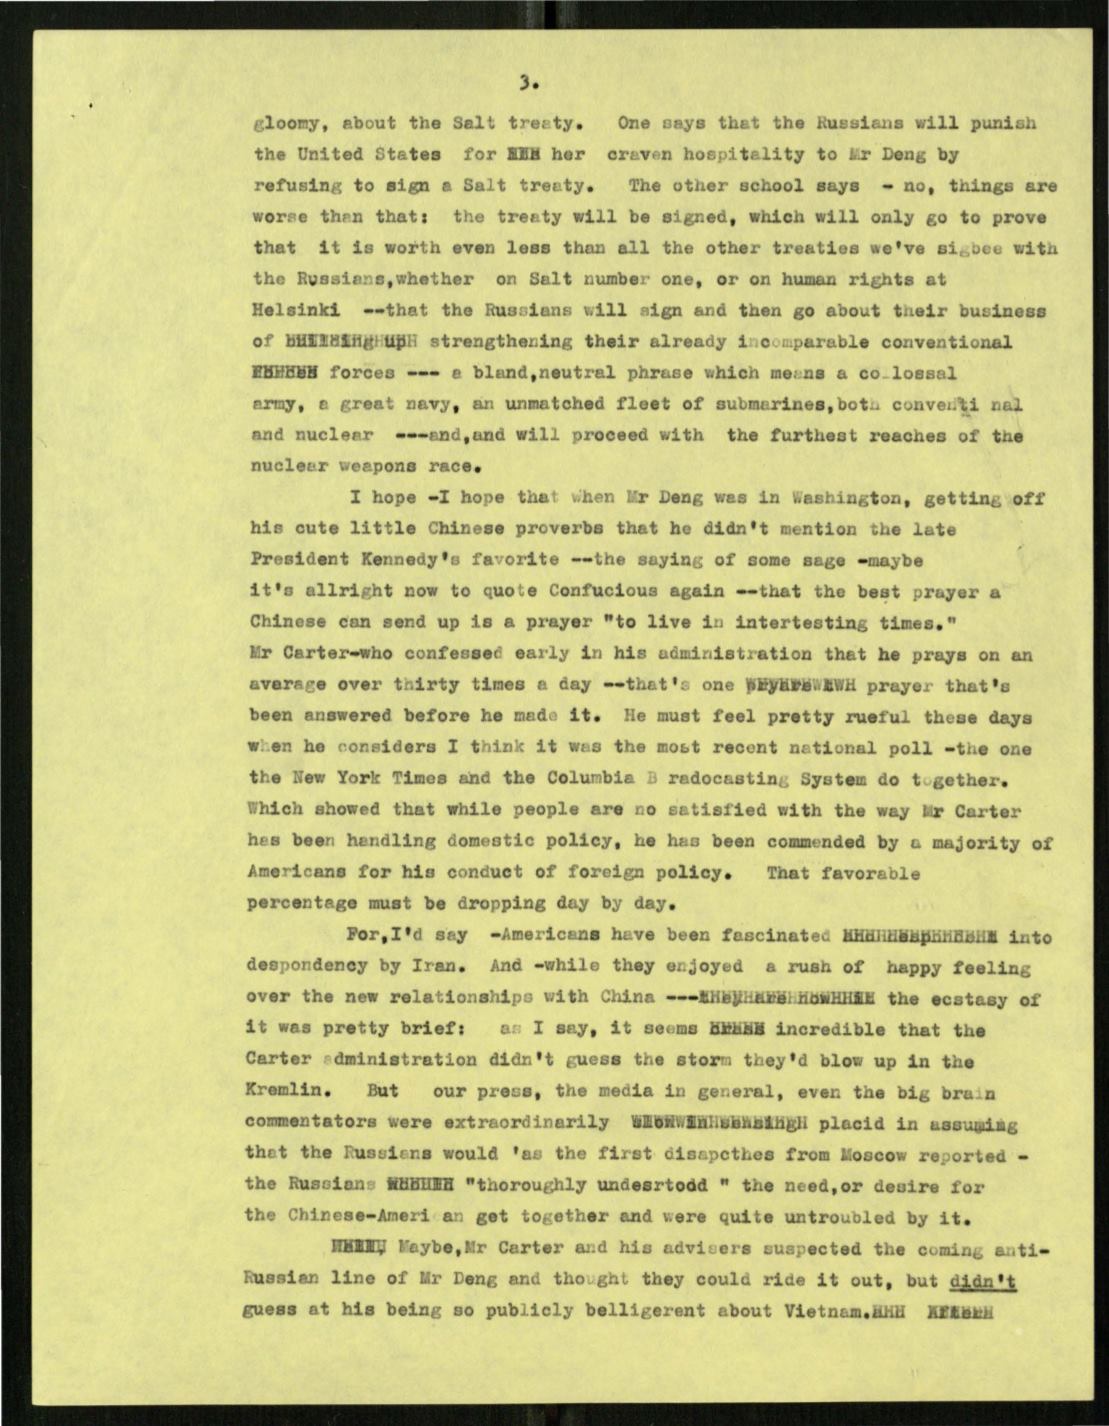 3.
gloomy, about the Salt treaty. One says that the Russians will punish
the United States for her craven hospitality to Mr Deng by
refusing to sign a Salt treaty. The other school says - no, things are
worse than that: the treaty will be signed, which will only go to prove
that it is worth even less than all the other treaties we've sigbee with
the Russians,whether on Salt number one, or on human rights at
Helsinki --that the Russians will sign and then go about their business
of strengthening their already incomparable conventional
forces --- a bland,neutral phrase which means a co lossal
army, a great navy, an unmatched fleet of submarines,both conventi nal
and nuclear ---and,and will proceed with the furthest reaches of the
nuclear weapons race.
I hope -I hope that when Mr Deng was in Washington, getting off
his cute little Chinese proverbs that he didn't mention the late
President Kennedy's favorite --the saying of some sage -maybe
it's allright now to quote Confucious again --that the best prayer a
Chinese can send up is a prayer "to live in intertesting times."
Mr Carter-who confessed early in his administration that he prays on an
avarage over thirty times a day --that's one prayer that's
been answered before he made it. He must feel pretty rueful these days
when he considers I think it was the most recent national poll -the one
the New York Times and the Columbia B radocasting System do together.
Which showed that while people are no satisfied with the way Mr Carter
has been handling domestic policy, he has been commended by a majority of
Americans for his conduct of foreign policy. That favorable
percentage must be dropping day by day.
For,I'd say -Americans have been fascinated into
despondency by Iran. And -while they enjoyed a rush of happy feeling
over the new relationships with China --- the ecstasy of
it was pretty brief: as I say, it seems incredible that the
Carter administration didn't guess the storm they'd blow up in the
Kremlin. But our press, the media in general, even the big brain
commentators were extraordinarily placid in assuming
that the Russians would 'as the first disapcthes from Moscow reported -
the Russians "thoroughly undesrtodd " the need,or desire for
the Chinese-Ameri an get together and were quite untroubled by it.
Maybe,Mr Carter and his advisers suspected the coming anti-
Russian line of Mr Deng and thought they could ride it out, but didn't
guess at his being so publicly belligerent about Vietnam.